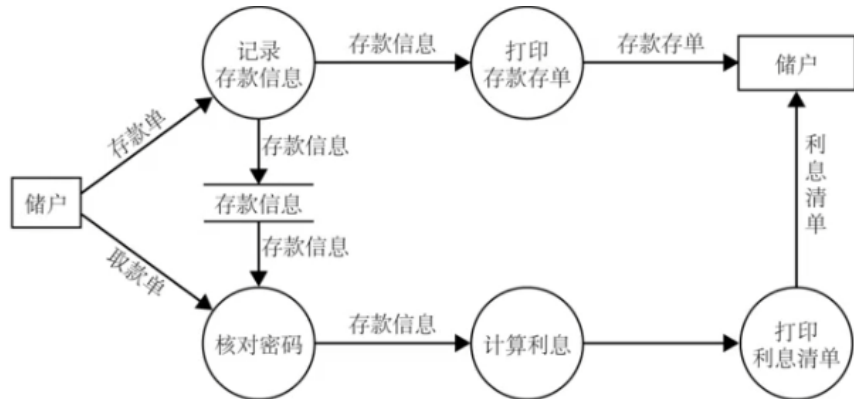 记录
存款信息
存款信息
打印
存款存单
存款存单
储户
存款单
存款信息
利息清单
储户
存款信息
取款单
存款信息
核对密码
存款信息
计算利息
打印
利息清单